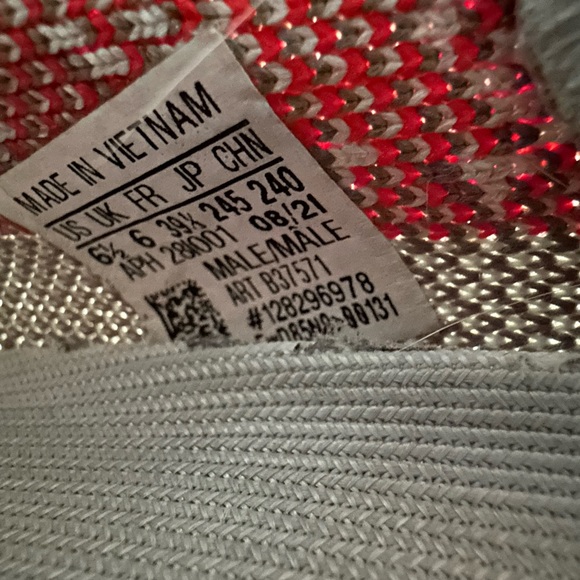 MADE IN VIETNAM
US UK FR JP CHN
6½ 6 39⅓ 245 240
APH 281001 08/21
MALE/MÂLE
ART B37571
#128296978